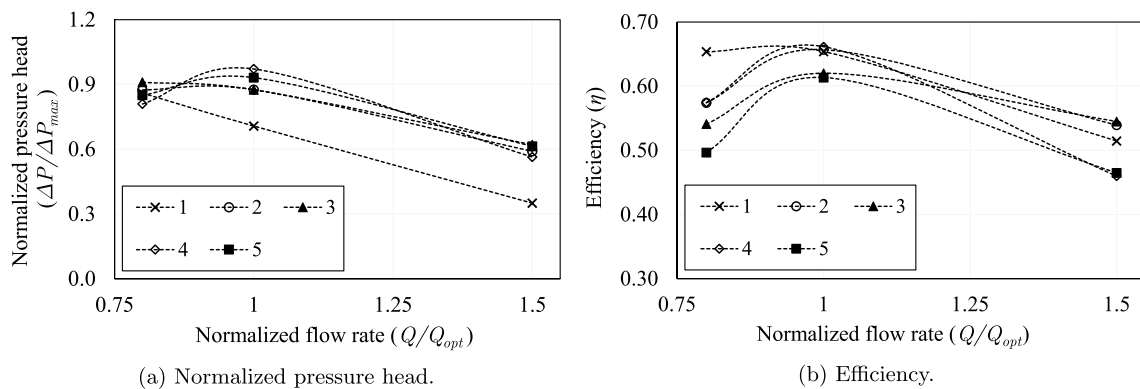 Normalized pressure head
(ΔP/ΔP_max)
1.2
0.9
0.6
0.3
0.0
1 2 3
4 5
0.75 1 1.25 1.5
Normalized flow rate (Q/Q_opt)
(a) Normalized pressure head.
Efficiency (η)
0.70
0.60
0.50
0.40
0.30
1 2 3
4 5
0.75 1 1.25 1.5
Normalized flow rate (Q/Q_opt)
(b) Efficiency.